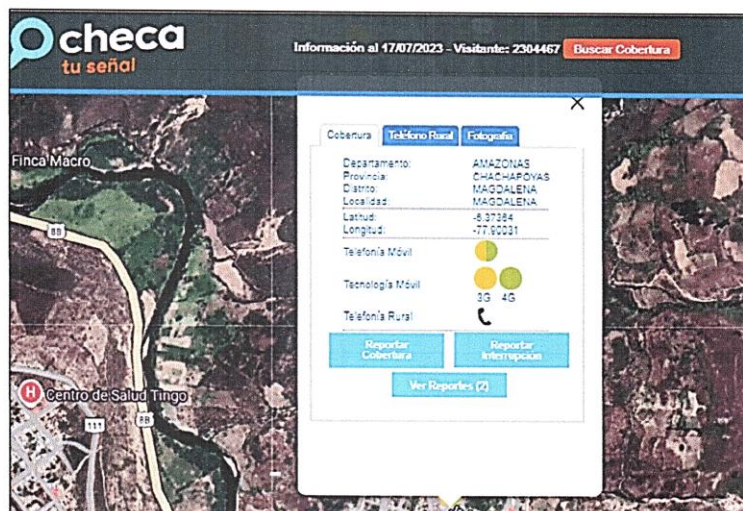 checa
tu señal
Información al 17/07/2023 - Visitante: 2304467
Buscar Cobertura
X
Cobertura
Teléfono Rural
Fotografía
Departamento: AMAZONAS
Provincia: CHACHAPOYAS
Distrito: MAGDALENA
Localidad: MAGDALENA
Latitud: -6.37364
Longitud: -77.90031
Telefonía Móvil
Tecnología Móvil
3G 4G
Telefonía Rural
Reportar Cobertura
Reportar Interrupción
Ver Reportes (2)
Finca Macro
8B
H
Centro de Salud Tingo
111
8B